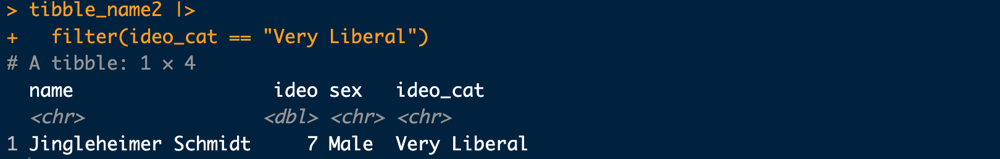 > tibble_name2 |>
+   filter(ideo_cat == "Very Liberal")
# A tibble: 1 × 4
  name                  ideo sex   ideo_cat
  <chr>                <dbl> <chr> <chr>
1 Jingleheimer Schmidt     7 Male  Very Liberal